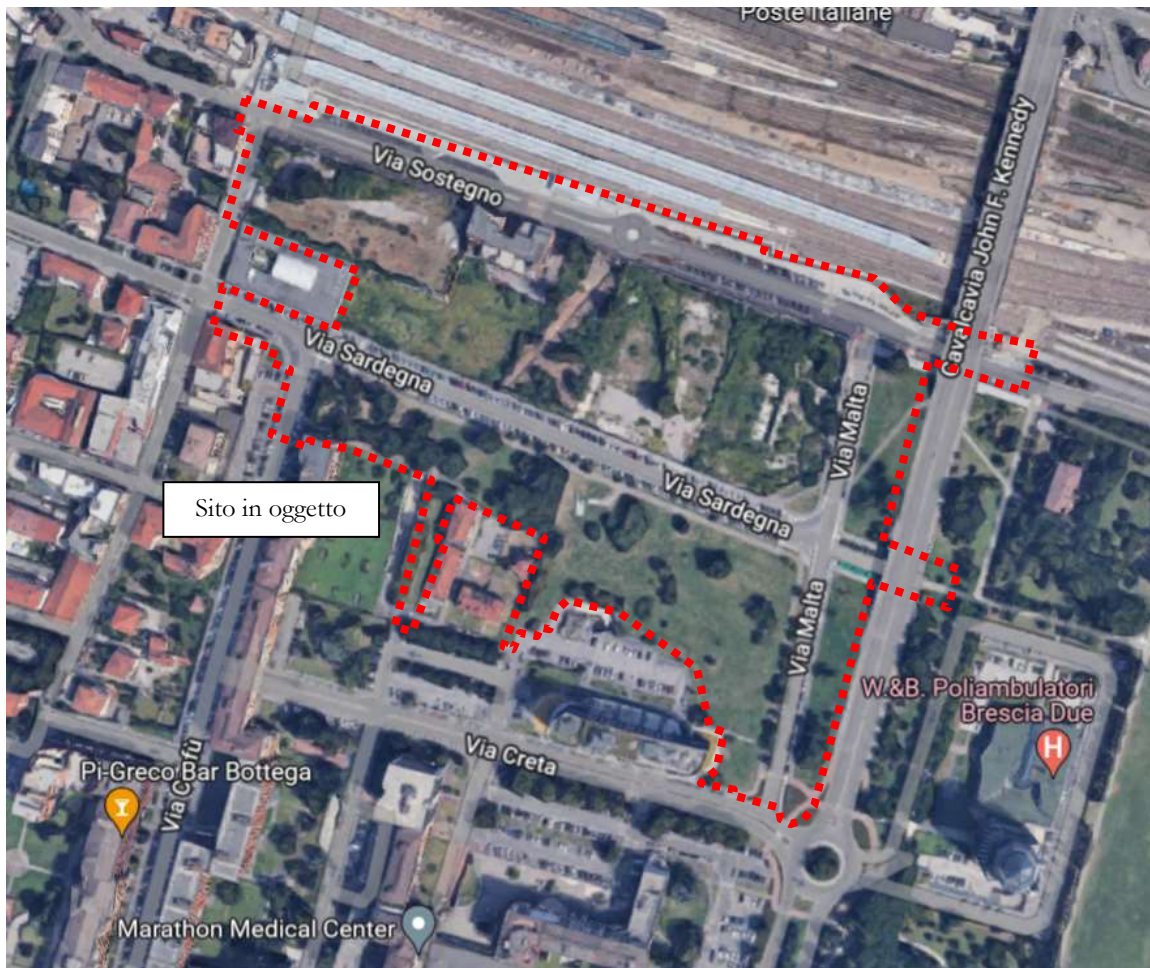 Poste Italiane
Cavalcavia John F. Kennedy
Via Sostegno
Via Sardegna
Via Malta
Sito in oggetto
Via Sardegna
Via Malta
W.&B. Poliambulatori
Brescia Due
H
Via Creta
Via Corfù
Pi-Greco Bar Bottega
Marathon Medical Center